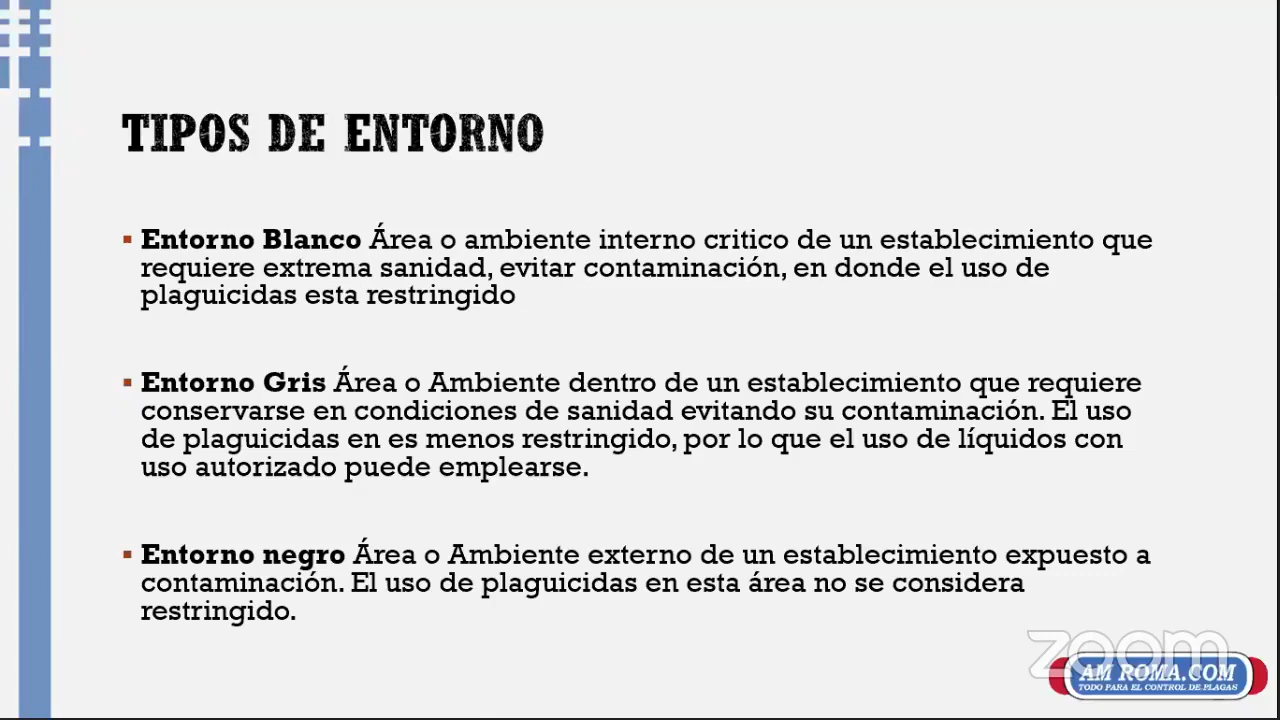 TIPOS DE ENTORNO
▪ Entorno Blanco Área o ambiente interno critico de un establecimiento que
requiere extrema sanidad, evitar contaminación, en donde el uso de
plaguicidas esta restringido
▪ Entorno Gris Área o Ambiente dentro de un establecimiento que requiere
conservarse en condiciones de sanidad evitando su contaminación. El uso
de plaguicidas en es menos restringido, por lo que el uso de líquidos con
uso autorizado puede emplearse.
▪ Entorno negro Área o Ambiente externo de un establecimiento expuesto a
contaminación. El uso de plaguicidas en esta área no se considera
restringido.
zoom
AM ROMA.COM
TODO PARA EL CONTROL DE PLAGAS